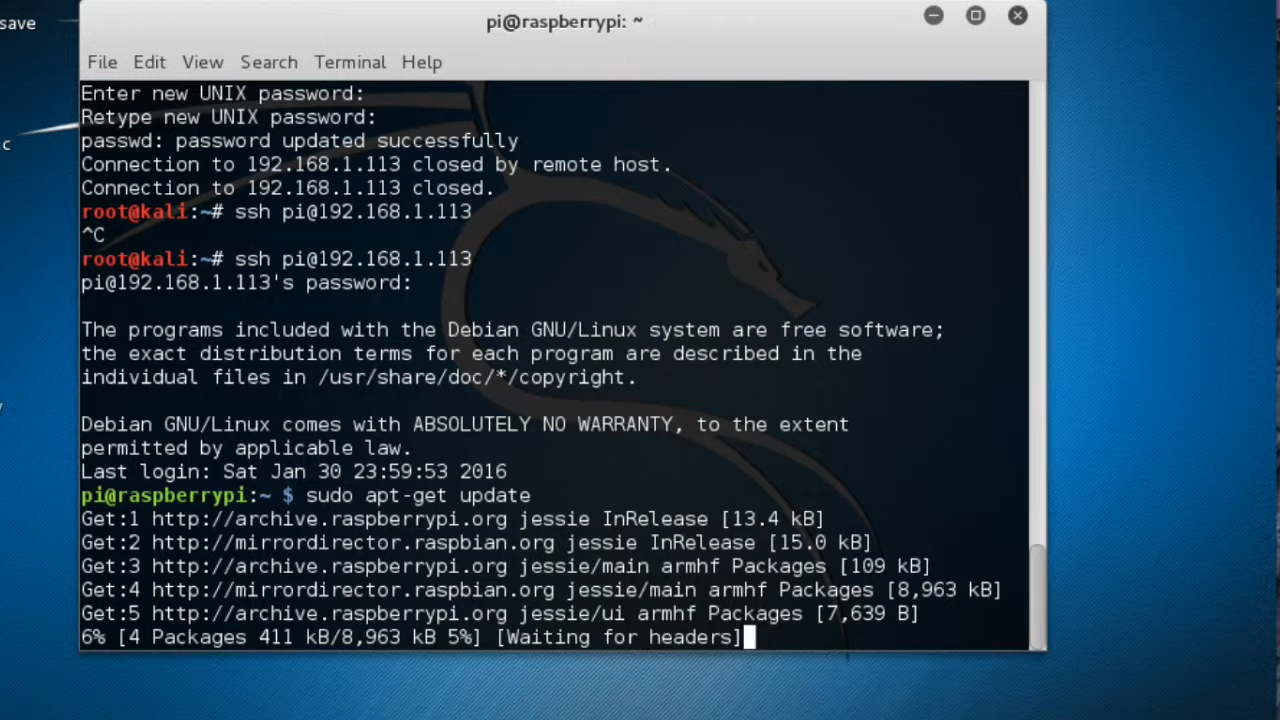 save
pi@raspberrypi: ~
File Edit View Search Terminal Help
Enter new UNIX password:
Retype new UNIX password:
passwd: password updated successfully
.c
Connection to 192.168.1.113 closed by remote host.
Connection to 192.168.1.113 closed.
root@kali:~# ssh pi@192.168.1.113
^C
root@kali:~# ssh pi@192.168.1.113
pi@192.168.1.113's password:
The programs included with the Debian GNU/Linux system are free software;
the exact distribution terms for each program are described in the
individual files in /usr/share/doc/*/copyright.
Debian GNU/Linux comes with ABSOLUTELY NO WARRANTY, to the extent
permitted by applicable law.
Last login: Sat Jan 30 23:59:53 2016
pi@raspberrypi:~ $ sudo apt-get update
Get:1 http://archive.raspberrypi.org jessie InRelease [13.4 kB]
Get:2 http://mirrordirector.raspbian.org jessie InRelease [15.0 kB]
Get:3 http://archive.raspberrypi.org jessie/main armhf Packages [109 kB]
Get:4 http://mirrordirector.raspbian.org jessie/main armhf Packages [8,963 kB]
Get:5 http://archive.raspberrypi.org jessie/ui armhf Packages [7,639 B]
6% [4 Packages 411 kB/8,963 kB 5%] [Waiting for headers]